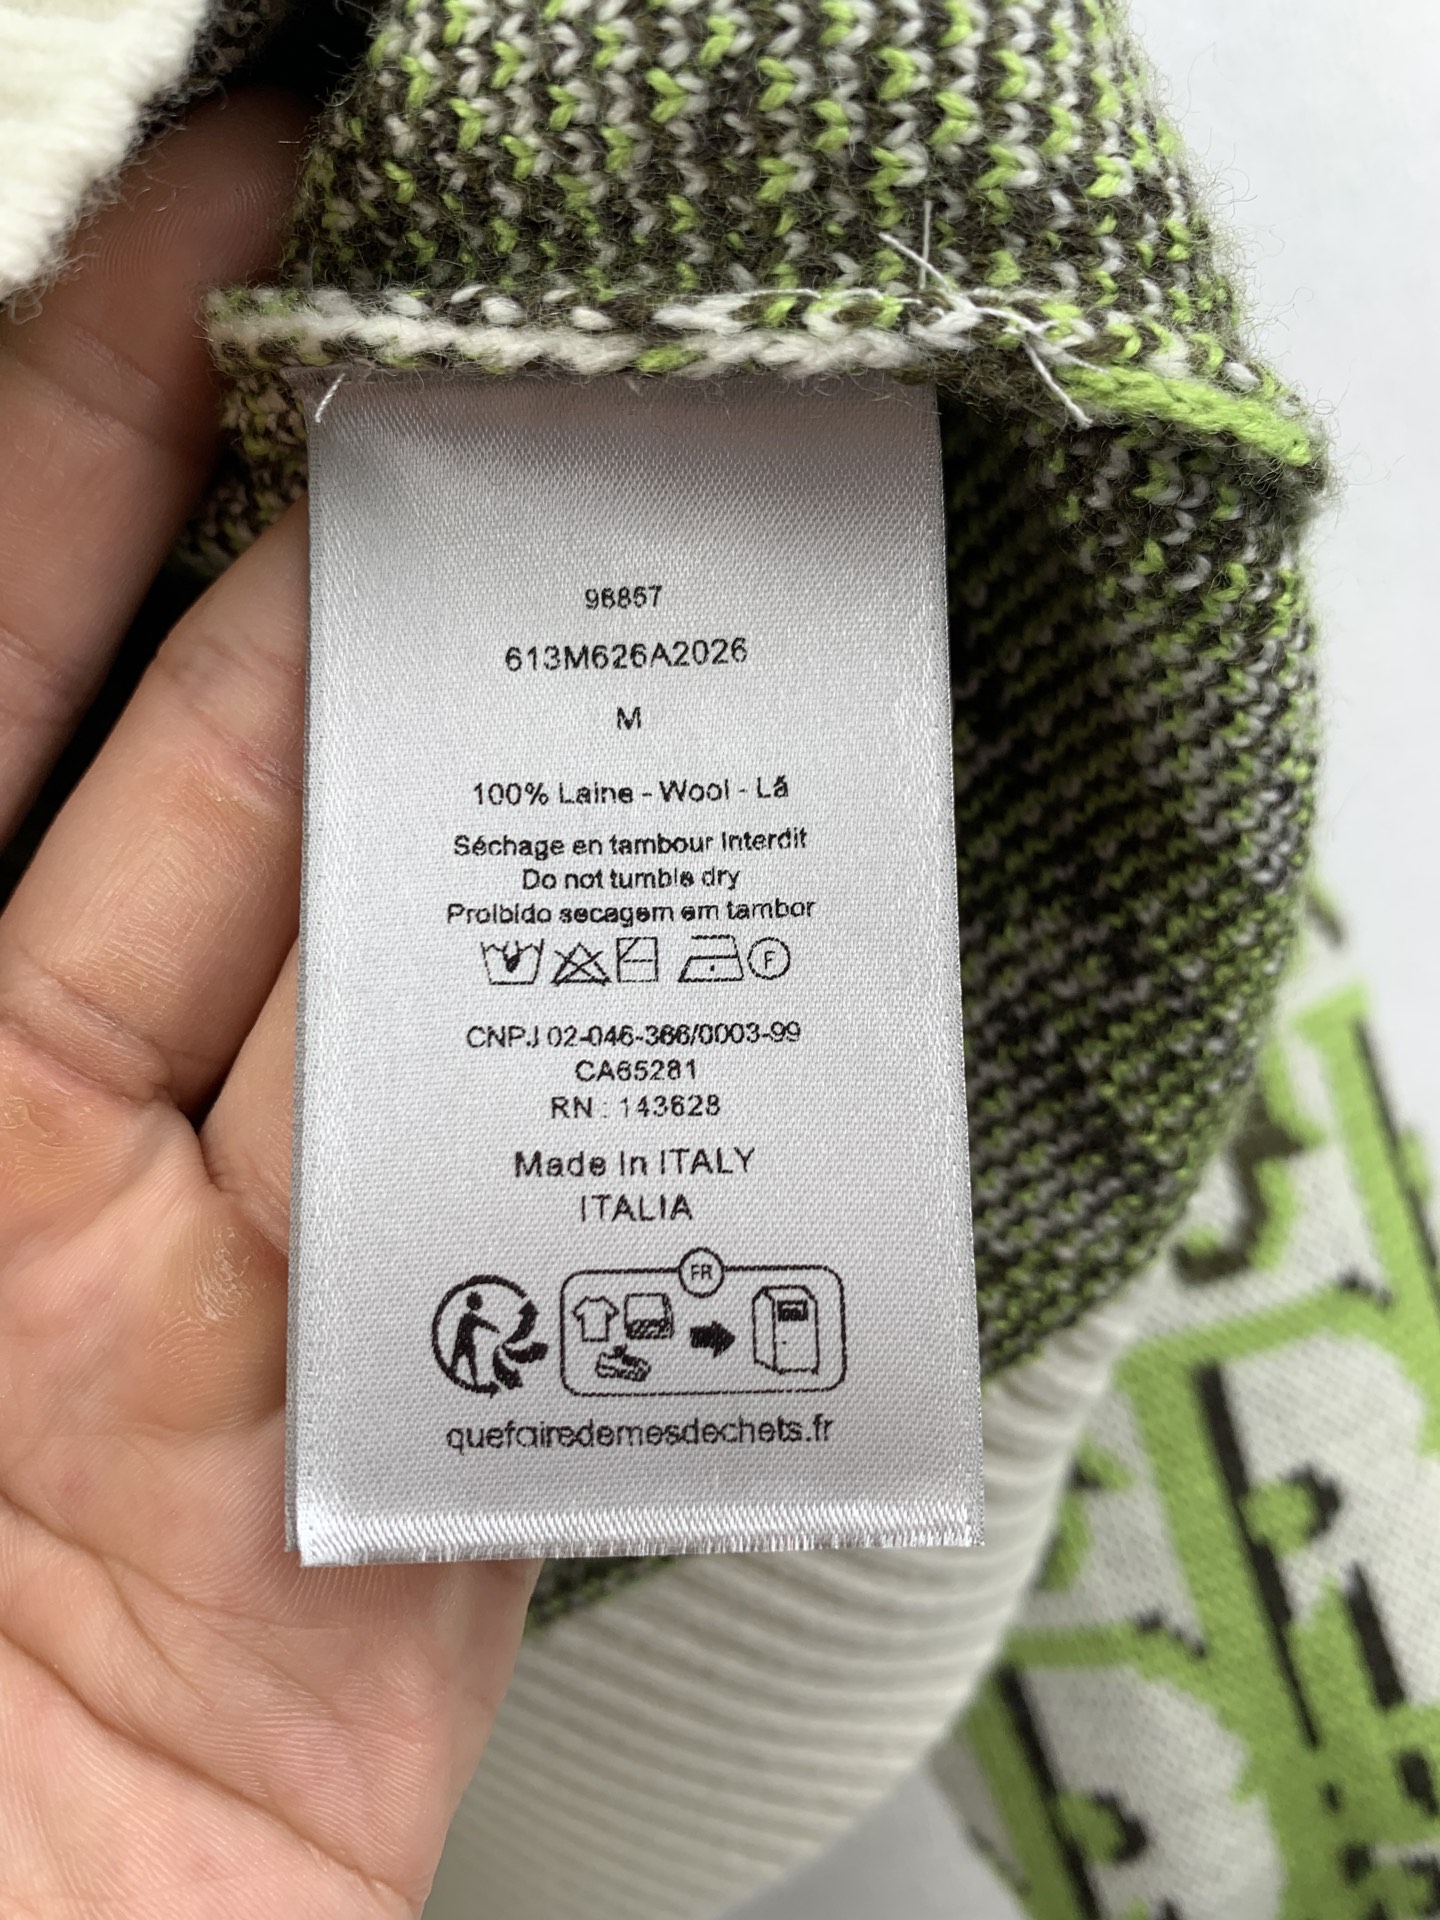 96857
613M626A2026
M
100% Laine - Wool - Lã
Séchage en tambour Interdit
Do not tumble dry
Proibido secagem em tambor
F
CNPJ 02-046-366/0003-99
CA65281
RN : 143628
Made In ITALY
ITALIA
FR
quefairedemesdechets.fr